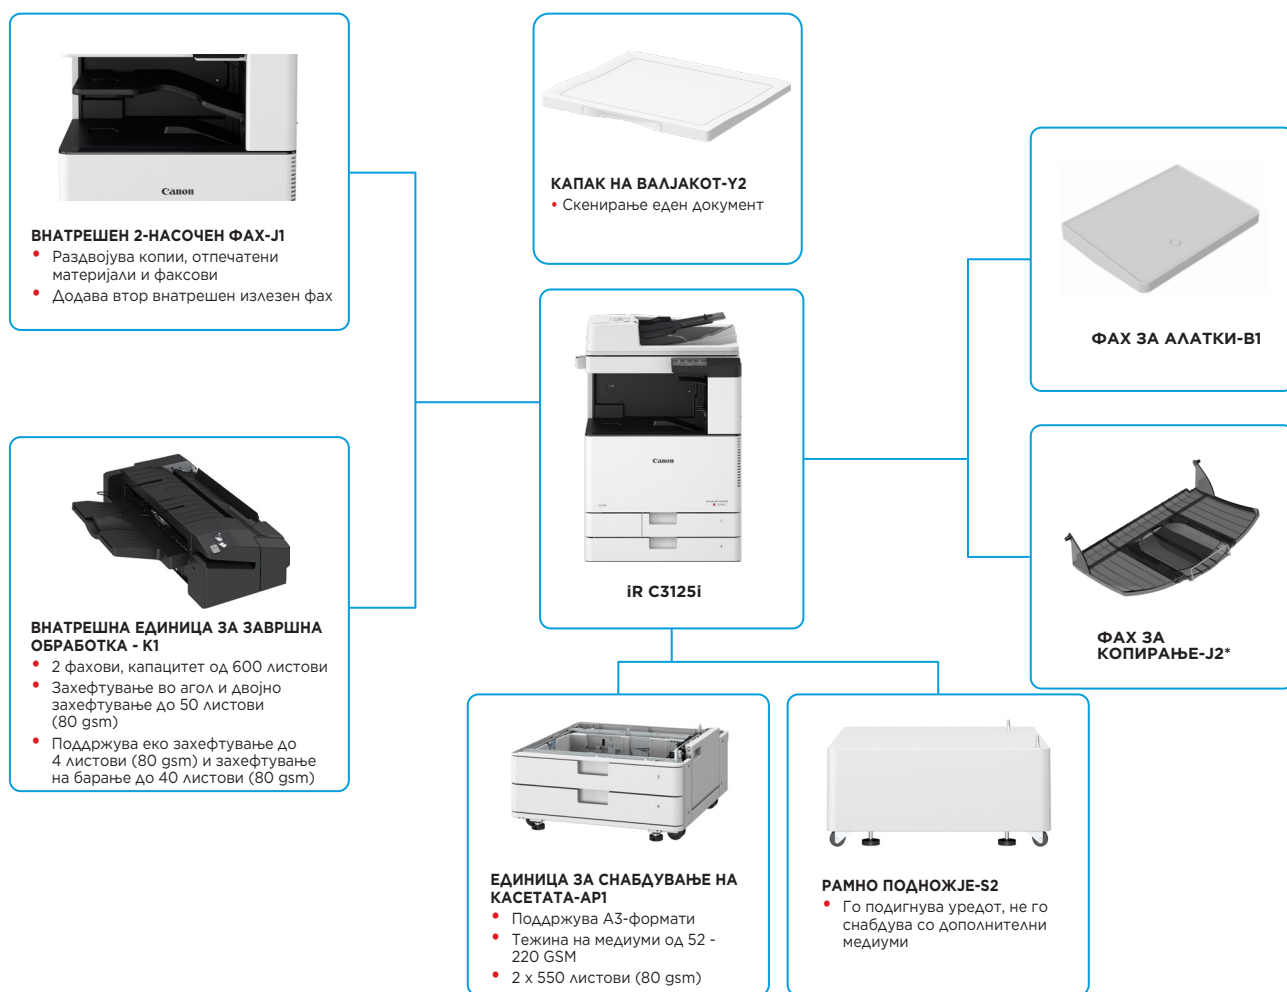 Canon
ВНАТРЕШЕН 2-НАСОЧЕН ФАХ-J1
• Раздвојува копии, отпечатени
материјали и факсови
• Додава втор внатрешен излезен фах
КАПАК НА ВАЛЈАКОТ-Y2
• Скенирање еден документ
ФАХ ЗА АЛАТКИ-B1
Canon
iR C3125i
ВНАТРЕШНА ЕДИНИЦА ЗА ЗАВРШНА
ОБРАБОТКА - K1
• 2 фахови, капацитет од 600 листови
• Захефтување во агол и двојно
захефтување до 50 листови
(80 gsm)
• Поддржува еко захефтување до
4 листови (80 gsm) и захефтување
на барање до 40 листови (80 gsm)
ФАХ ЗА
КОПИРАЊЕ-J2*
ЕДИНИЦА ЗА СНАБДУВАЊЕ НА
КАСЕТАТА-AP1
• Поддржува A3-формати
• Тежина на медиуми од 52 -
220 GSM
• 2 x 550 листови (80 gsm)
РАМНО ПОДНОЖЈЕ-S2
• Го подигнува уредот, не го
снабдува со дополнителни
медиуми